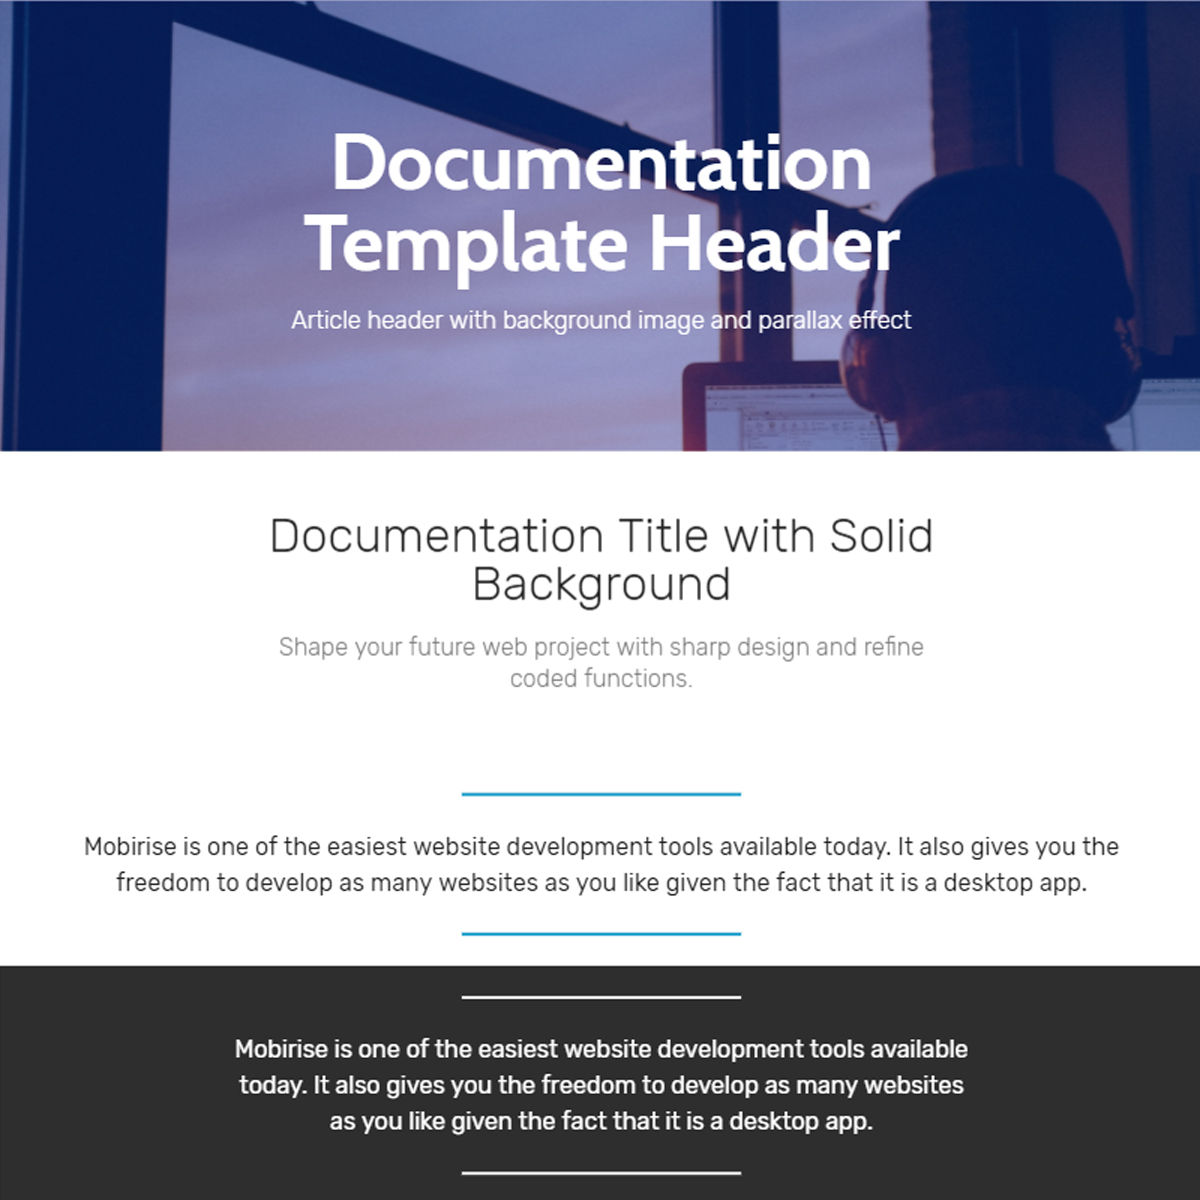 Documentation
Template Header
Article header with background image and parallax effect
Documentation Title with Solid
Background
Shape your future web project with sharp design and refine
coded functions.
Mobirise is one of the easiest website development tools available today. It also gives you the
freedom to develop as many websites as you like given the fact that it is a desktop app.
Mobirise is one of the easiest website development tools available
today. It also gives you the freedom to develop as many websites
as you like given the fact that it is a desktop app.